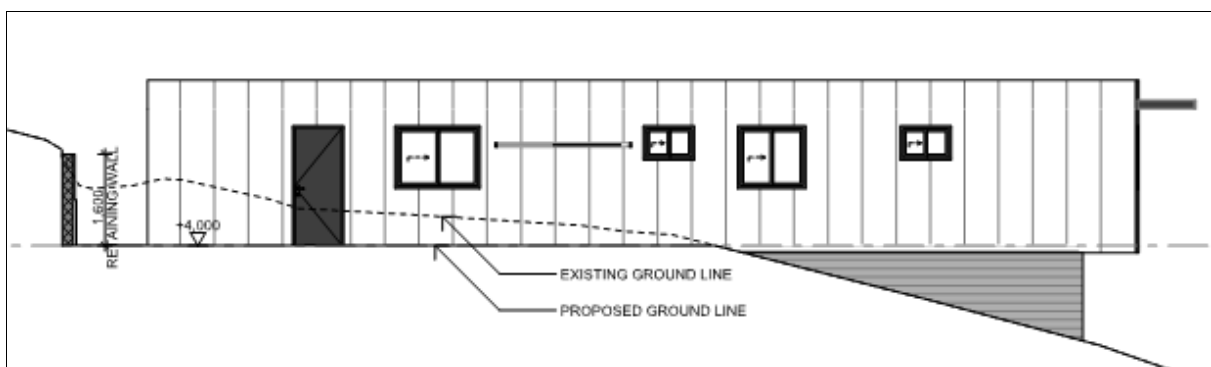 1,600
RETAINING WALL
+4,000
EXISTING GROUND LINE
PROPOSED GROUND LINE